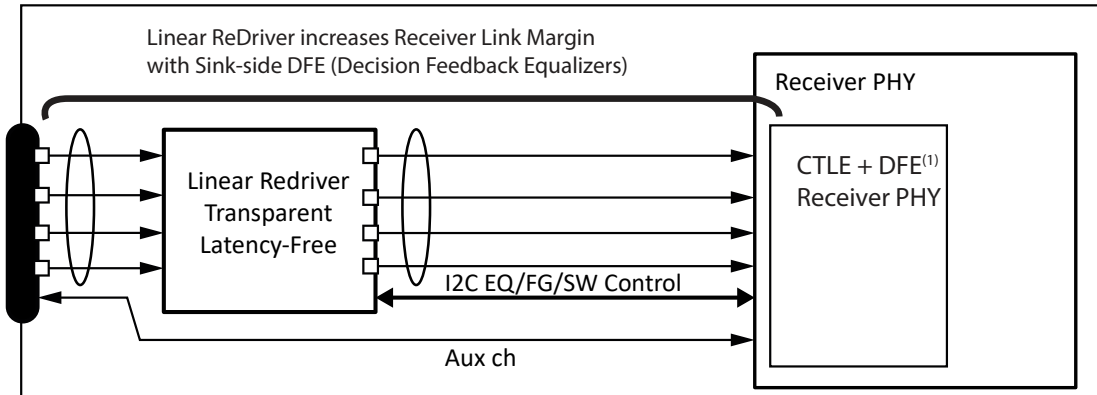 Linear ReDriver increases Receiver Link Margin
with Sink-side DFE (Decision Feedback Equalizers)
Receiver PHY
Linear Redriver
Transparent
Latency-Free
CTLE + DFE(1)
Receiver PHY
I2C EQ/FG/SW Control
Aux ch